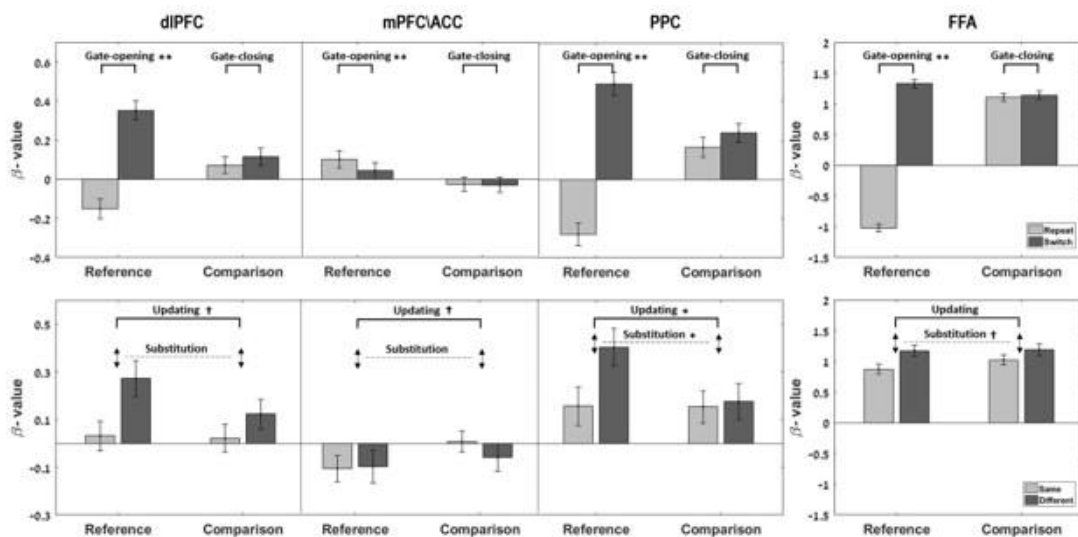 dlPFC mPFC\ACC PPC FFA
Gate-opening ** Gate-closing Gate-opening ** Gate-closing Gate-opening ** Gate-closing Gate-opening ** Gate-closing
β- value
0.6
0.4
0.2
0
-0.2
-0.4
β- value
2
1.5
1
0.5
0
-0.5
-1
-1.5
Repeat
Switch
Reference Comparison Reference Comparison Reference Comparison Reference Comparison
Updating † Updating † Updating * Updating
Substitution Substitution Substitution * Substitution †
β- value
0.5
0.3
0.1
-0.1
-0.3
β- value
2
1.5
1
0.5
0
0.5
1
-1.5
Same
Different
Reference Comparison Reference Comparison Reference Comparison Reference Comparison